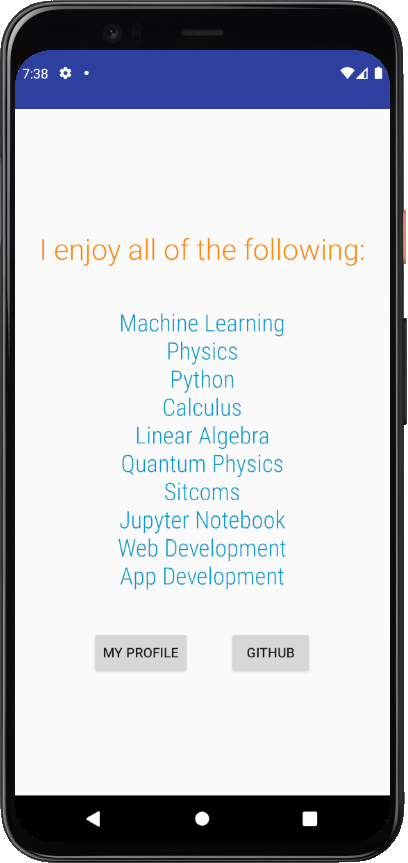 7:38
I enjoy all of the following:
Machine Learning
Physics
Python
Calculus
Linear Algebra
Quantum Physics
Sitcoms
Jupyter Notebook
Web Development
App Development
MY PROFILE
GITHUB